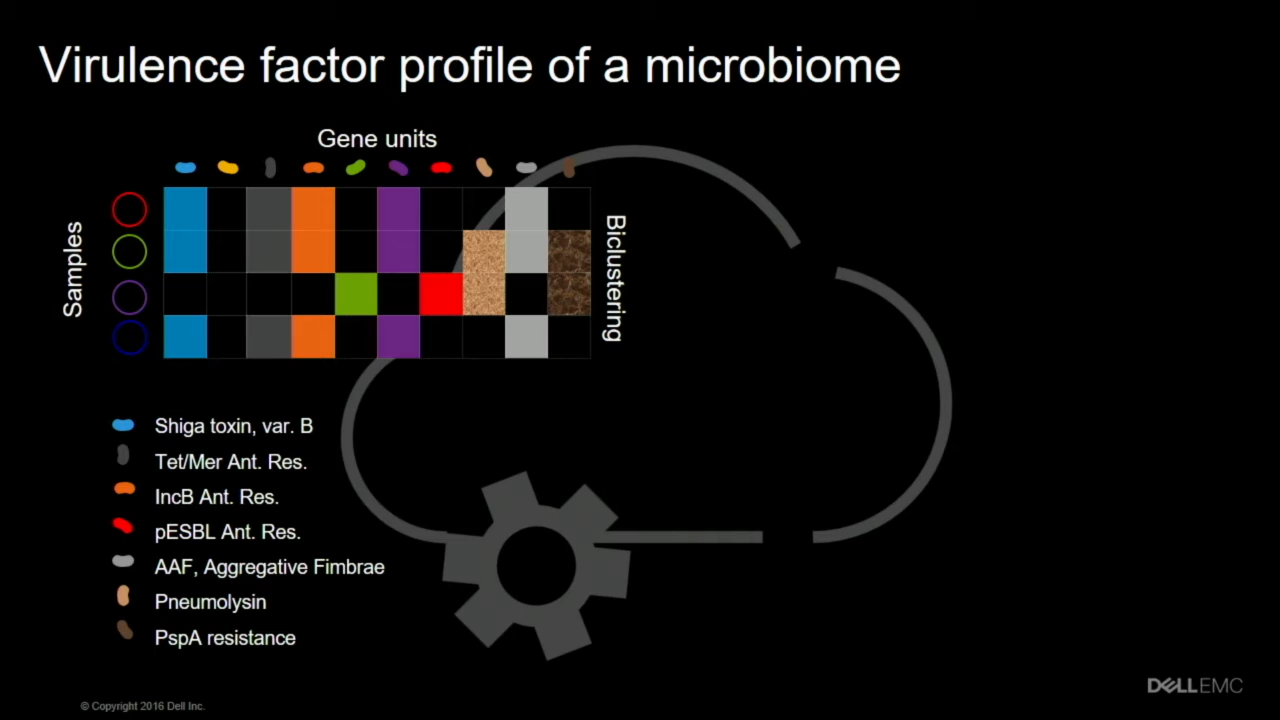 Virulence factor profile of a microbiome
Gene units
Samples
Biclustering
Shiga toxin, var. B
Tet/Mer Ant. Res.
IncB Ant. Res.
pESBL Ant. Res.
AAF, Aggregative Fimbrae
Pneumolysin
PspA resistance
© Copyright 2016 Dell Inc.
DELLEMC